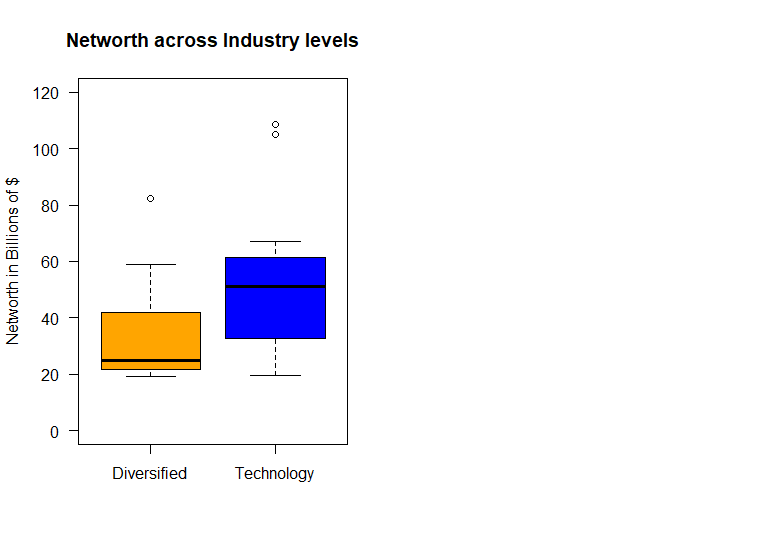 Networth across Industry levels
Networth in Billions of $
120
100
80
60
40
20
0
Diversified
Technology